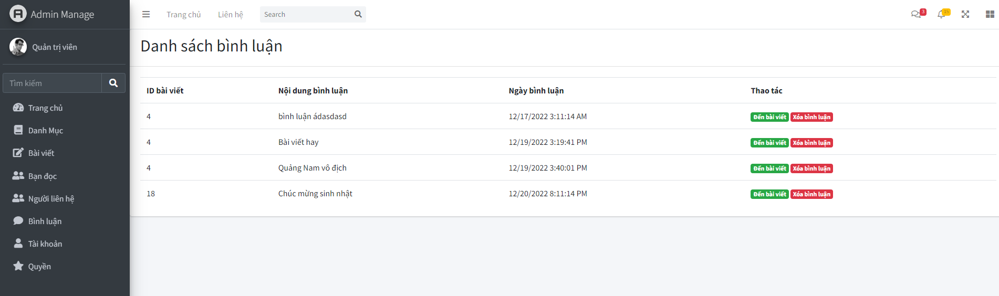 Admin Manage
Trang chủ
Liên hệ
Search
3
15
Quản trị viên
Tìm kiếm
Trang chủ
Danh Mục
Bài viết
Bạn đọc
Người liên hệ
Bình luận
Tài khoản
Quyền
Danh sách bình luận
ID bài viết Nội dung bình luận Ngày bình luận Thao tác
4 bình luận ádasdasd 12/17/2022 3:11:14 AM Đến bài viết Xóa bình luận
4 Bài viết hay 12/19/2022 3:19:41 PM Đến bài viết Xóa bình luận
4 Quảng Nam vô địch 12/19/2022 3:40:01 PM Đến bài viết Xóa bình luận
18 Chúc mừng sinh nhật 12/20/2022 8:11:14 PM Đến bài viết Xóa bình luận